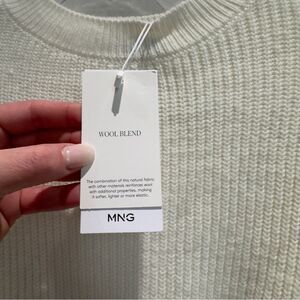 WOOL BLEND
The combination of this natural fabric
with other materials reinforces wool
with additional properties, making
it softer, lighter or more elastic.
MNG